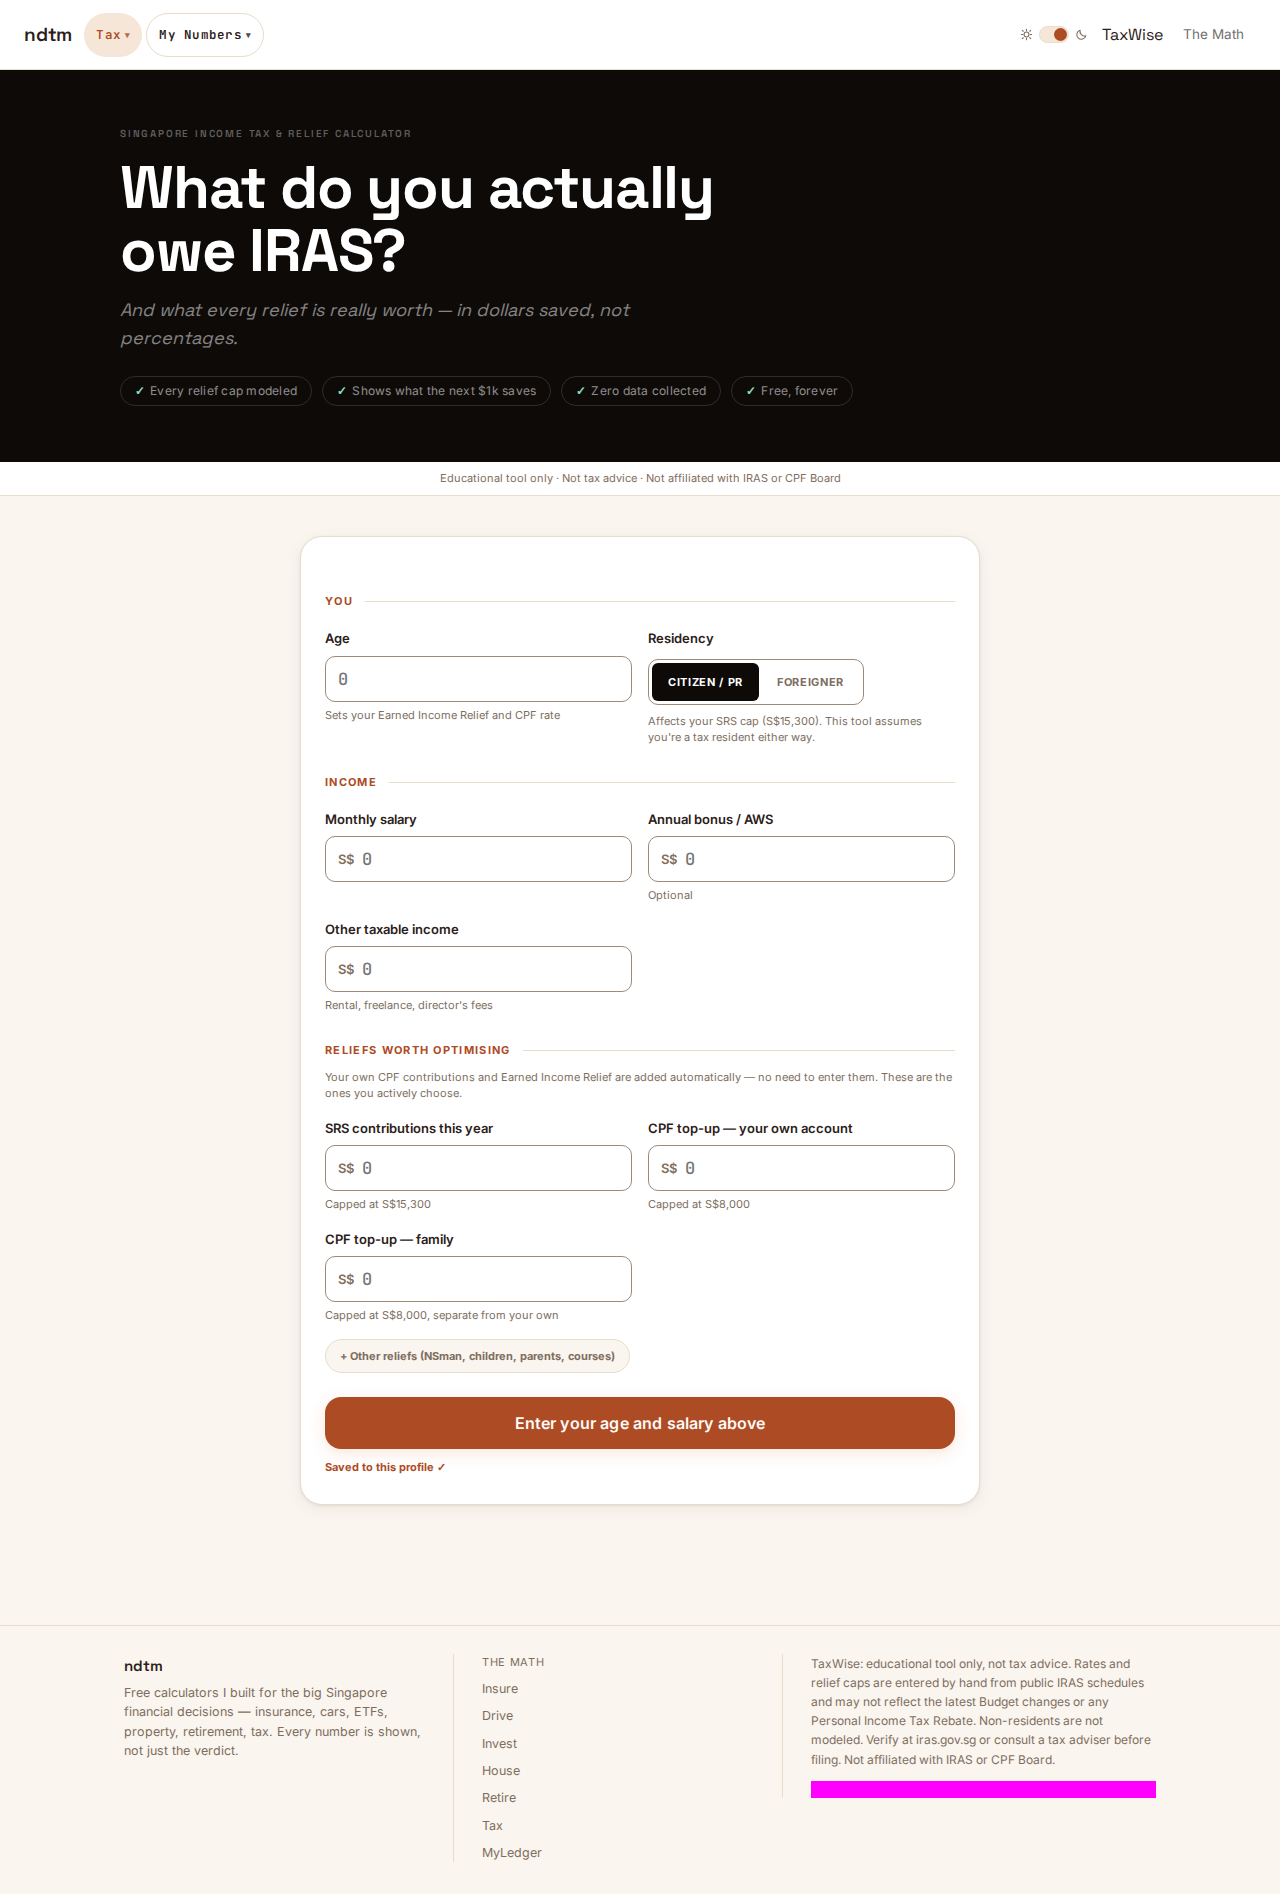 ndtm Tax ▾ My Numbers ▾ TaxWise The Math
SINGAPORE INCOME TAX & RELIEF CALCULATOR
What do you actually
owe IRAS?
And what every relief is really worth — in dollars saved, not
percentages.
✓ Every relief cap modeled ✓ Shows what the next $1k saves ✓ Zero data collected ✓ Free, forever
Educational tool only · Not tax advice · Not affiliated with IRAS or CPF Board
YOU
Age
0
Sets your Earned Income Relief and CPF rate
Residency
CITIZEN / PR FOREIGNER
Affects your SRS cap (S$15,300). This tool assumes
you're a tax resident either way.
INCOME
Monthly salary
S$ 0
Annual bonus / AWS
S$ 0
Optional
Other taxable income
S$ 0
Rental, freelance, director's fees
RELIEFS WORTH OPTIMISING
Your own CPF contributions and Earned Income Relief are added automatically — no need to enter them. These are the
ones you actively choose.
SRS contributions this year
S$ 0
Capped at S$15,300
CPF top-up — your own account
S$ 0
Capped at S$8,000
CPF top-up — family
S$ 0
Capped at S$8,000, separate from your own
+ Other reliefs (NSman, children, parents, courses)
Enter your age and salary above
Saved to this profile ✓
ndtm
Free calculators I built for the big Singapore
financial decisions — insurance, cars, ETFs,
property, retirement, tax. Every number is shown,
not just the verdict.
THE MATH
Insure
Drive
Invest
House
Retire
Tax
MyLedger
TaxWise: educational tool only, not tax advice. Rates and
relief caps are entered by hand from public IRAS schedules
and may not reflect the latest Budget changes or any
Personal Income Tax Rebate. Non-residents are not
modeled. Verify at iras.gov.sg or consult a tax adviser before
filing. Not affiliated with IRAS or CPF Board.